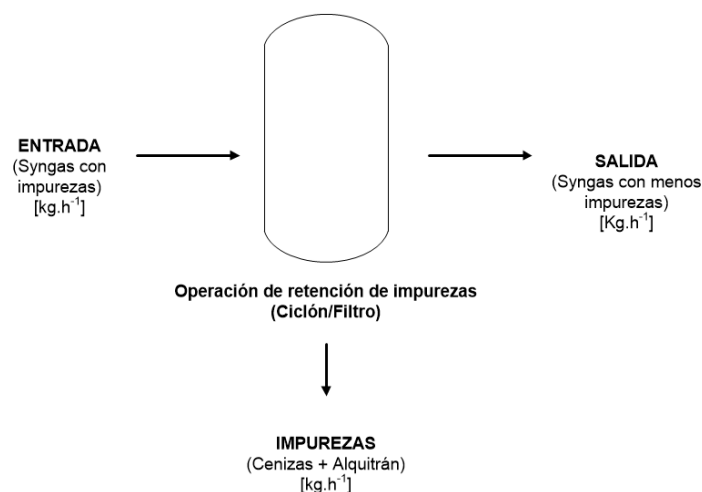 ENTRADA
(Syngas con
impurezas)
[kg.h⁻¹]
SALIDA
(Syngas con menos
impurezas)
[Kg.h⁻¹]
Operación de retención de impurezas
(Ciclón/Filtro)
IMPUREZAS
(Cenizas + Alquitrán)
[kg.h⁻¹]